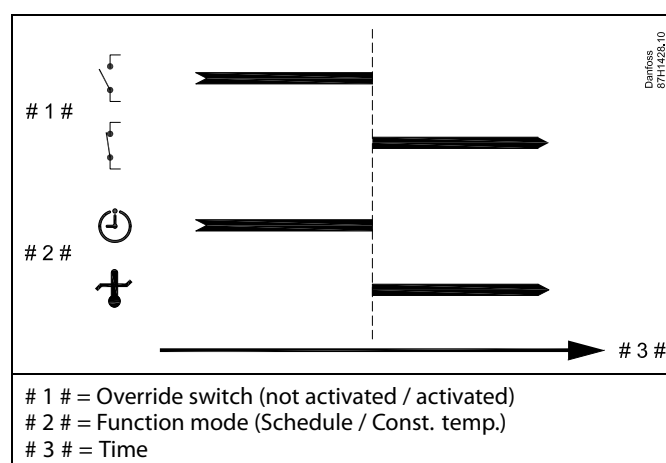 Danfoss
87H1428.10
# 1 #
# 2 #
# 3 #
# 1 # = Override switch (not activated / activated)
# 2 # = Function mode (Schedule / Const. temp.)
# 3 # = Time